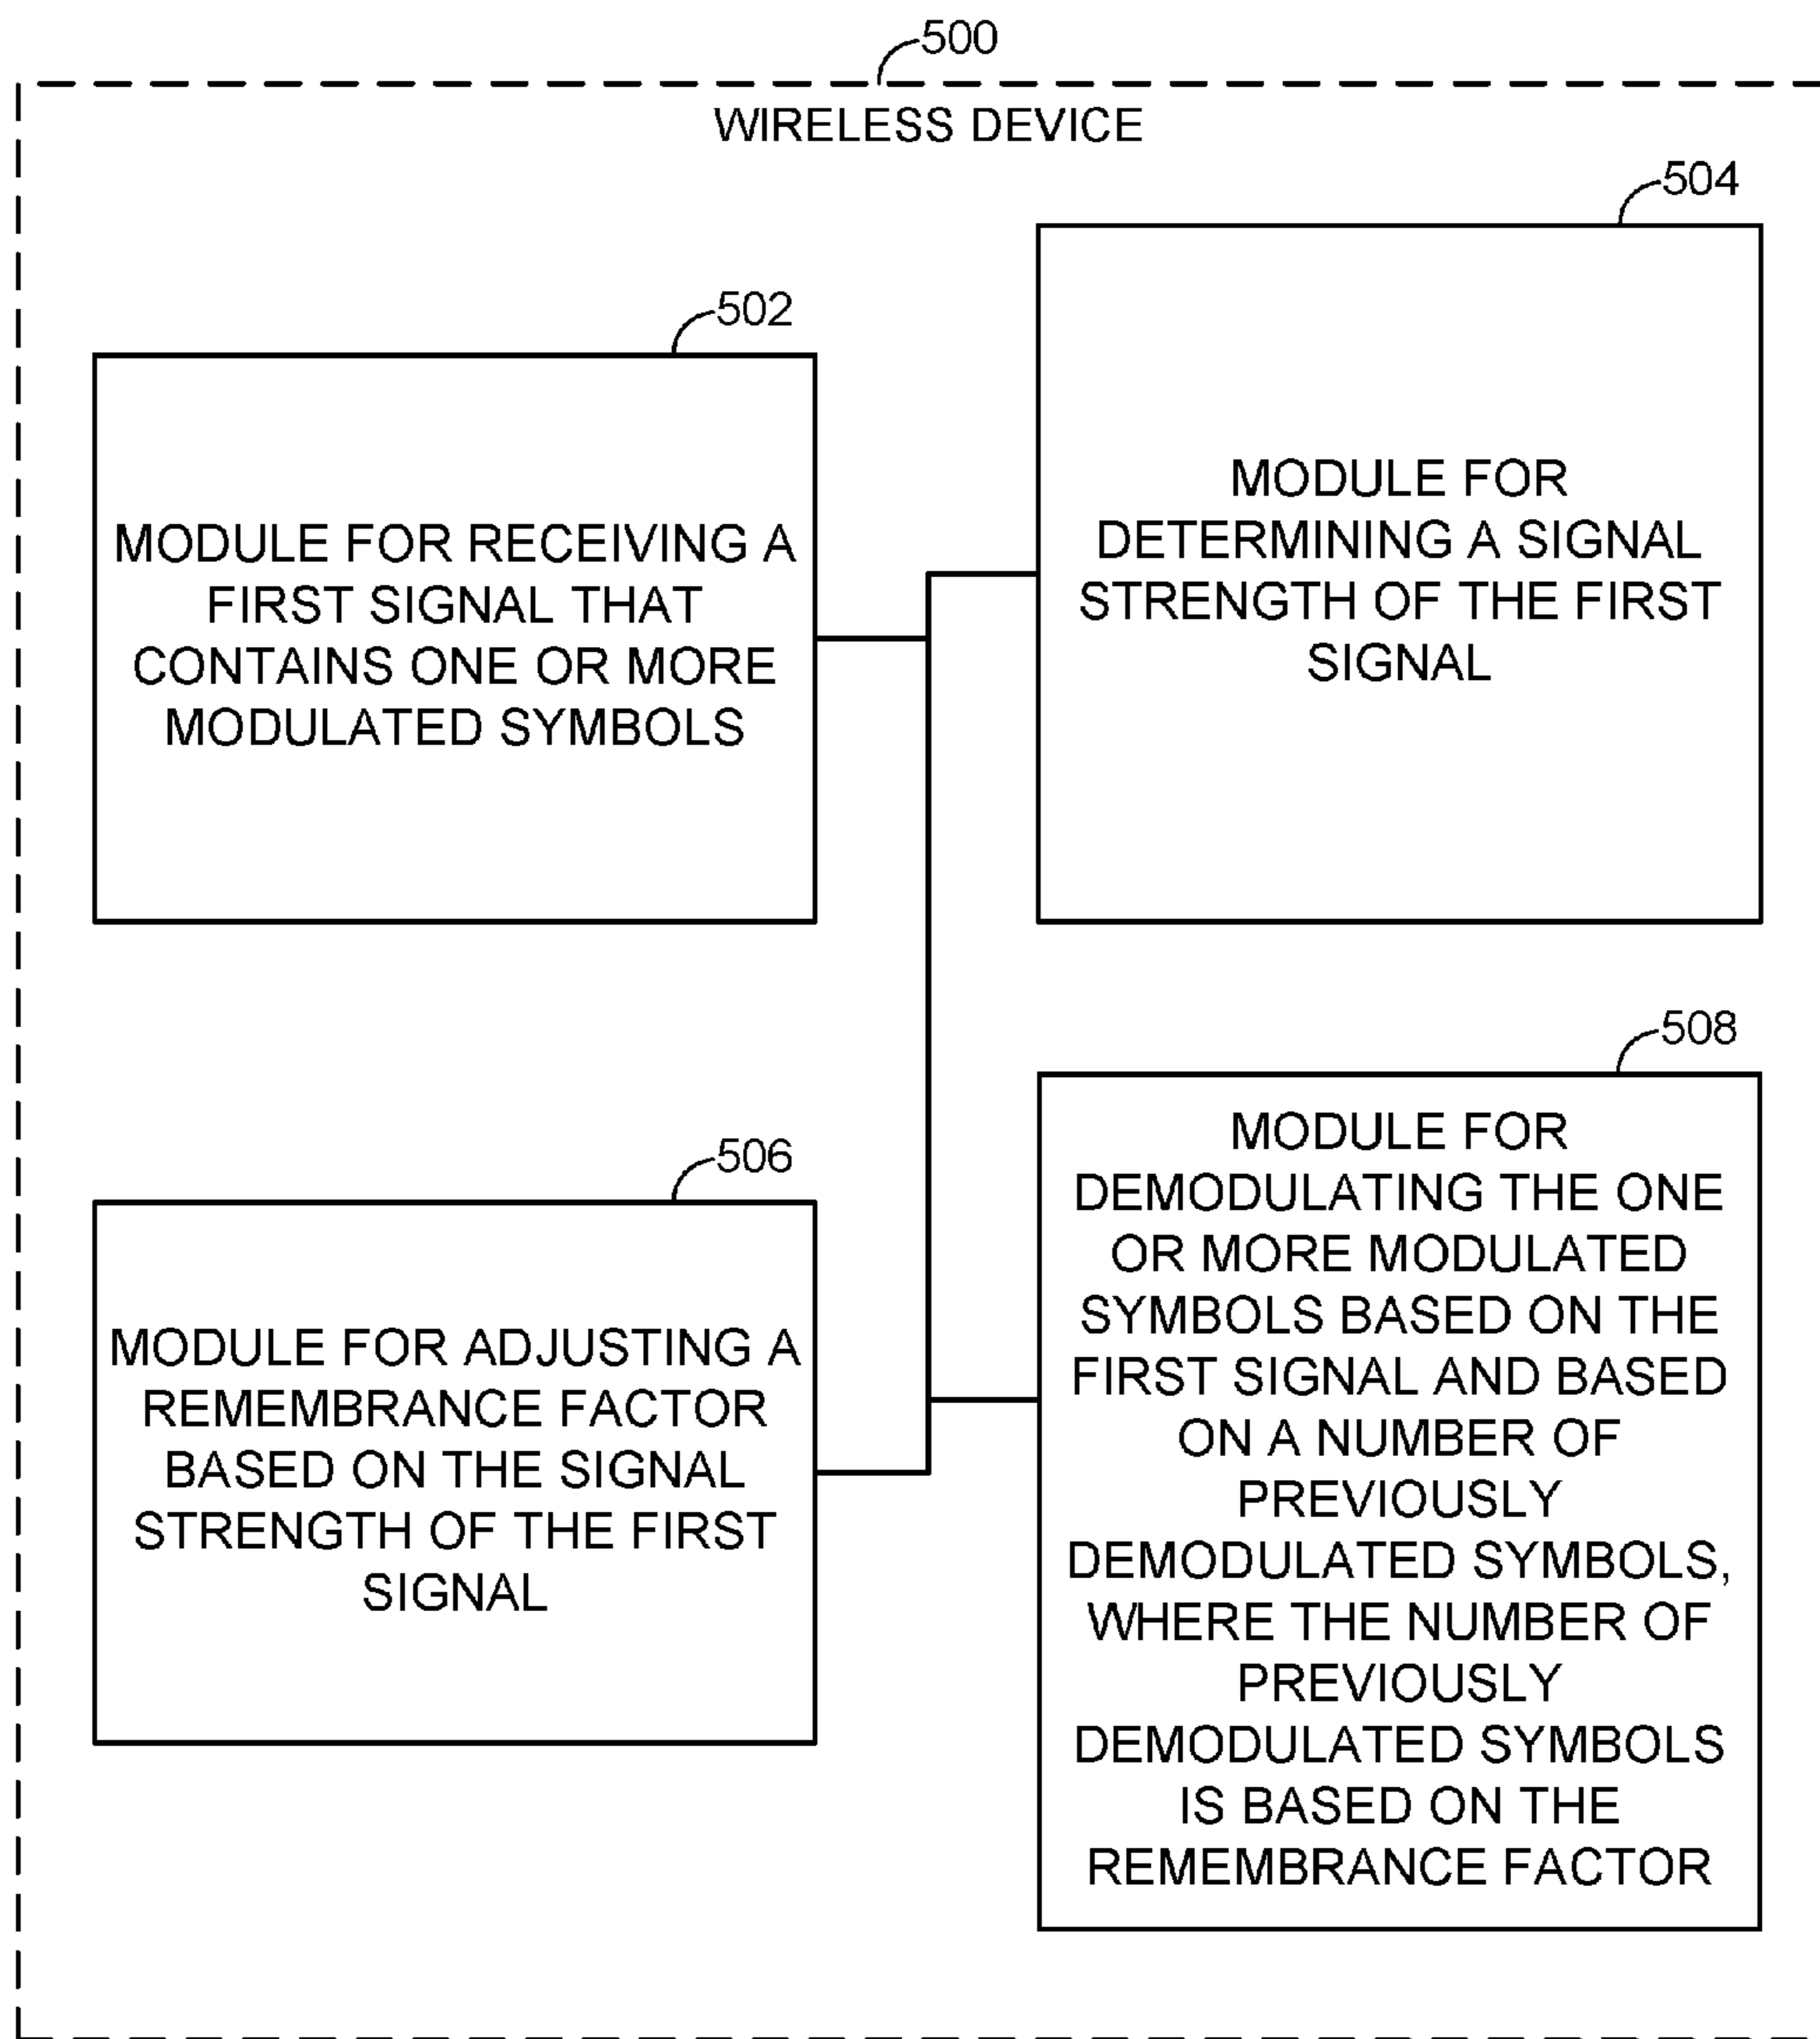 500
WIRELESS DEVICE
502
MODULE FOR RECEIVING A
FIRST SIGNAL THAT
CONTAINS ONE OR MORE
MODULATED SYMBOLS
504
MODULE FOR
DETERMINING A SIGNAL
STRENGTH OF THE FIRST
SIGNAL
506
MODULE FOR ADJUSTING A
REMEMBRANCE FACTOR
BASED ON THE SIGNAL
STRENGTH OF THE FIRST
SIGNAL
508
MODULE FOR
DEMODULATING THE ONE
OR MORE MODULATED
SYMBOLS BASED ON THE
FIRST SIGNAL AND BASED
ON A NUMBER OF
PREVIOUSLY
DEMODULATED SYMBOLS,
WHERE THE NUMBER OF
PREVIOUSLY
DEMODULATED SYMBOLS
IS BASED ON THE
REMEMBRANCE FACTOR